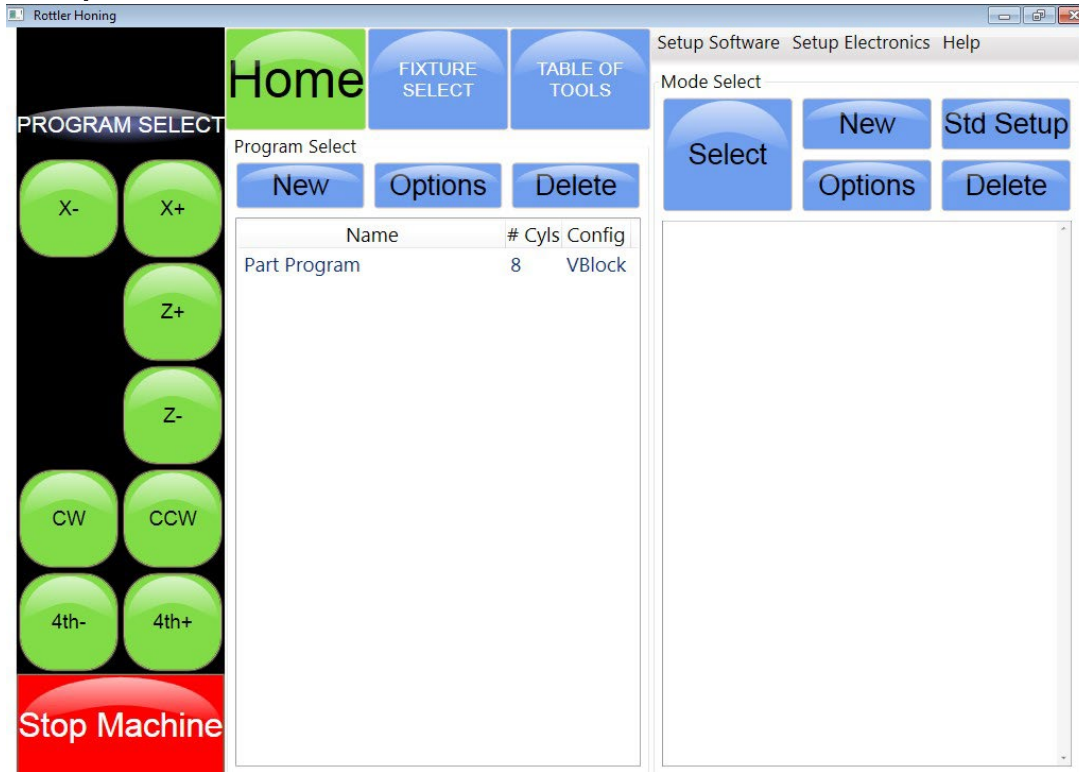 Rottler Honing
PROGRAM SELECT
X- X+
Z+
Z-
CW CCW
4th- 4th+
Stop Machine
Home
FIXTURE
SELECT
TABLE OF
TOOLS
Program Select
New Options Delete
Name # Cyls Config
Part Program 8 VBlock
Setup Software Setup Electronics Help
Mode Select
Select
New Std Setup
Options Delete